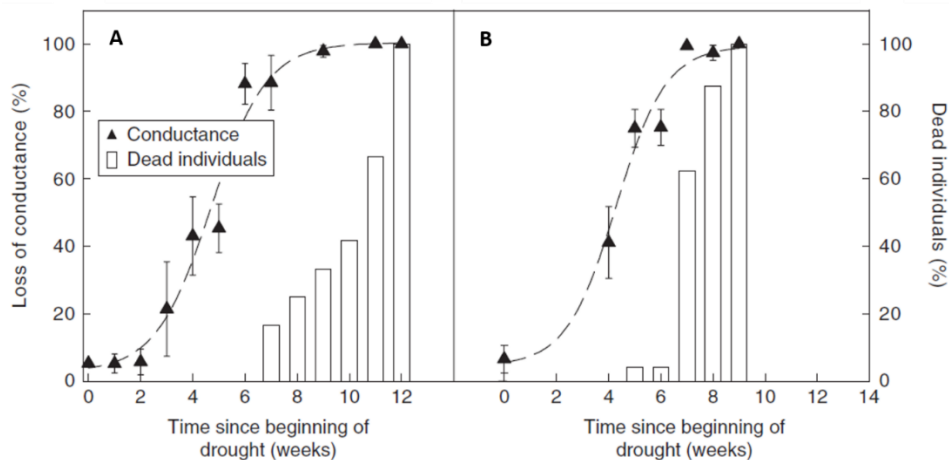 A
B
100
80
60
40
20
0
Loss of conductance (%)
Conductance
Dead individuals
0 2 4 6 8 10 12
0 2 4 6 8 10 12 14
Time since beginning of
drought (weeks)
Time since beginning of
drought (weeks)
100
80
60
40
20
0
Dead individuals
(%)